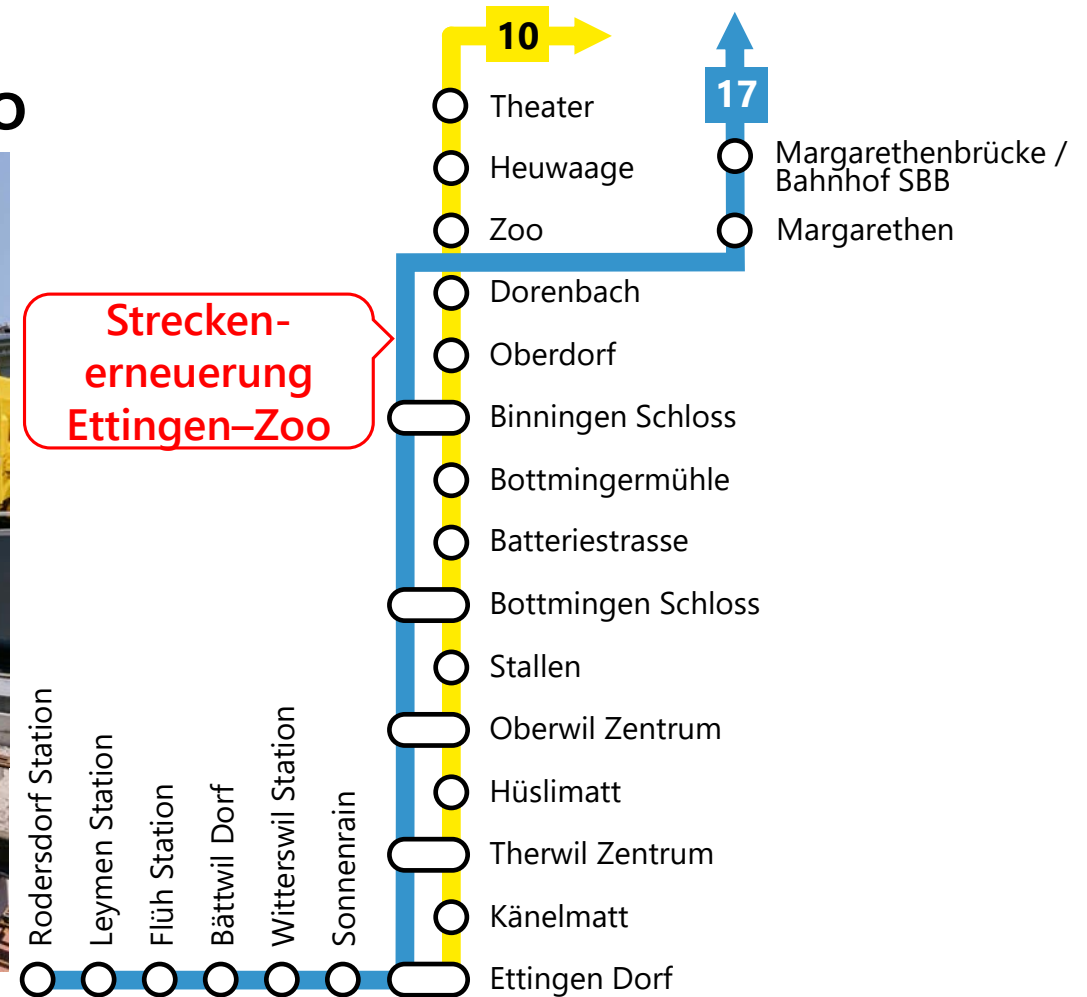 o
10
17
Theater
Heuwaage
Zoo
Margarethenbrücke /
Bahnhof SBB
Margarethen
Dorenbach
Oberdorf
Strecken-
erneuerung
Ettingen–Zoo
Binningen Schloss
Bottmingermühle
Batteriestrasse
Bottmingen Schloss
Stallen
Oberwil Zentrum
Hüslimatt
Therwil Zentrum
Känelmatt
Ettingen Dorf
Rodersdorf Station
Leymen Station
Flüh Station
Bättwil Dorf
Witterswil Station
Sonnenrain